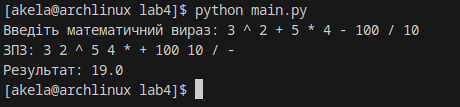 [akela@archlinux lab4]$ python main.py
Введіть математичний вираз: 3 ^ 2 + 5 * 4 - 100 / 10
ЗПЗ: 3 2 ^ 5 4 * + 100 10 / -
Результат: 19.0
[akela@archlinux lab4]$